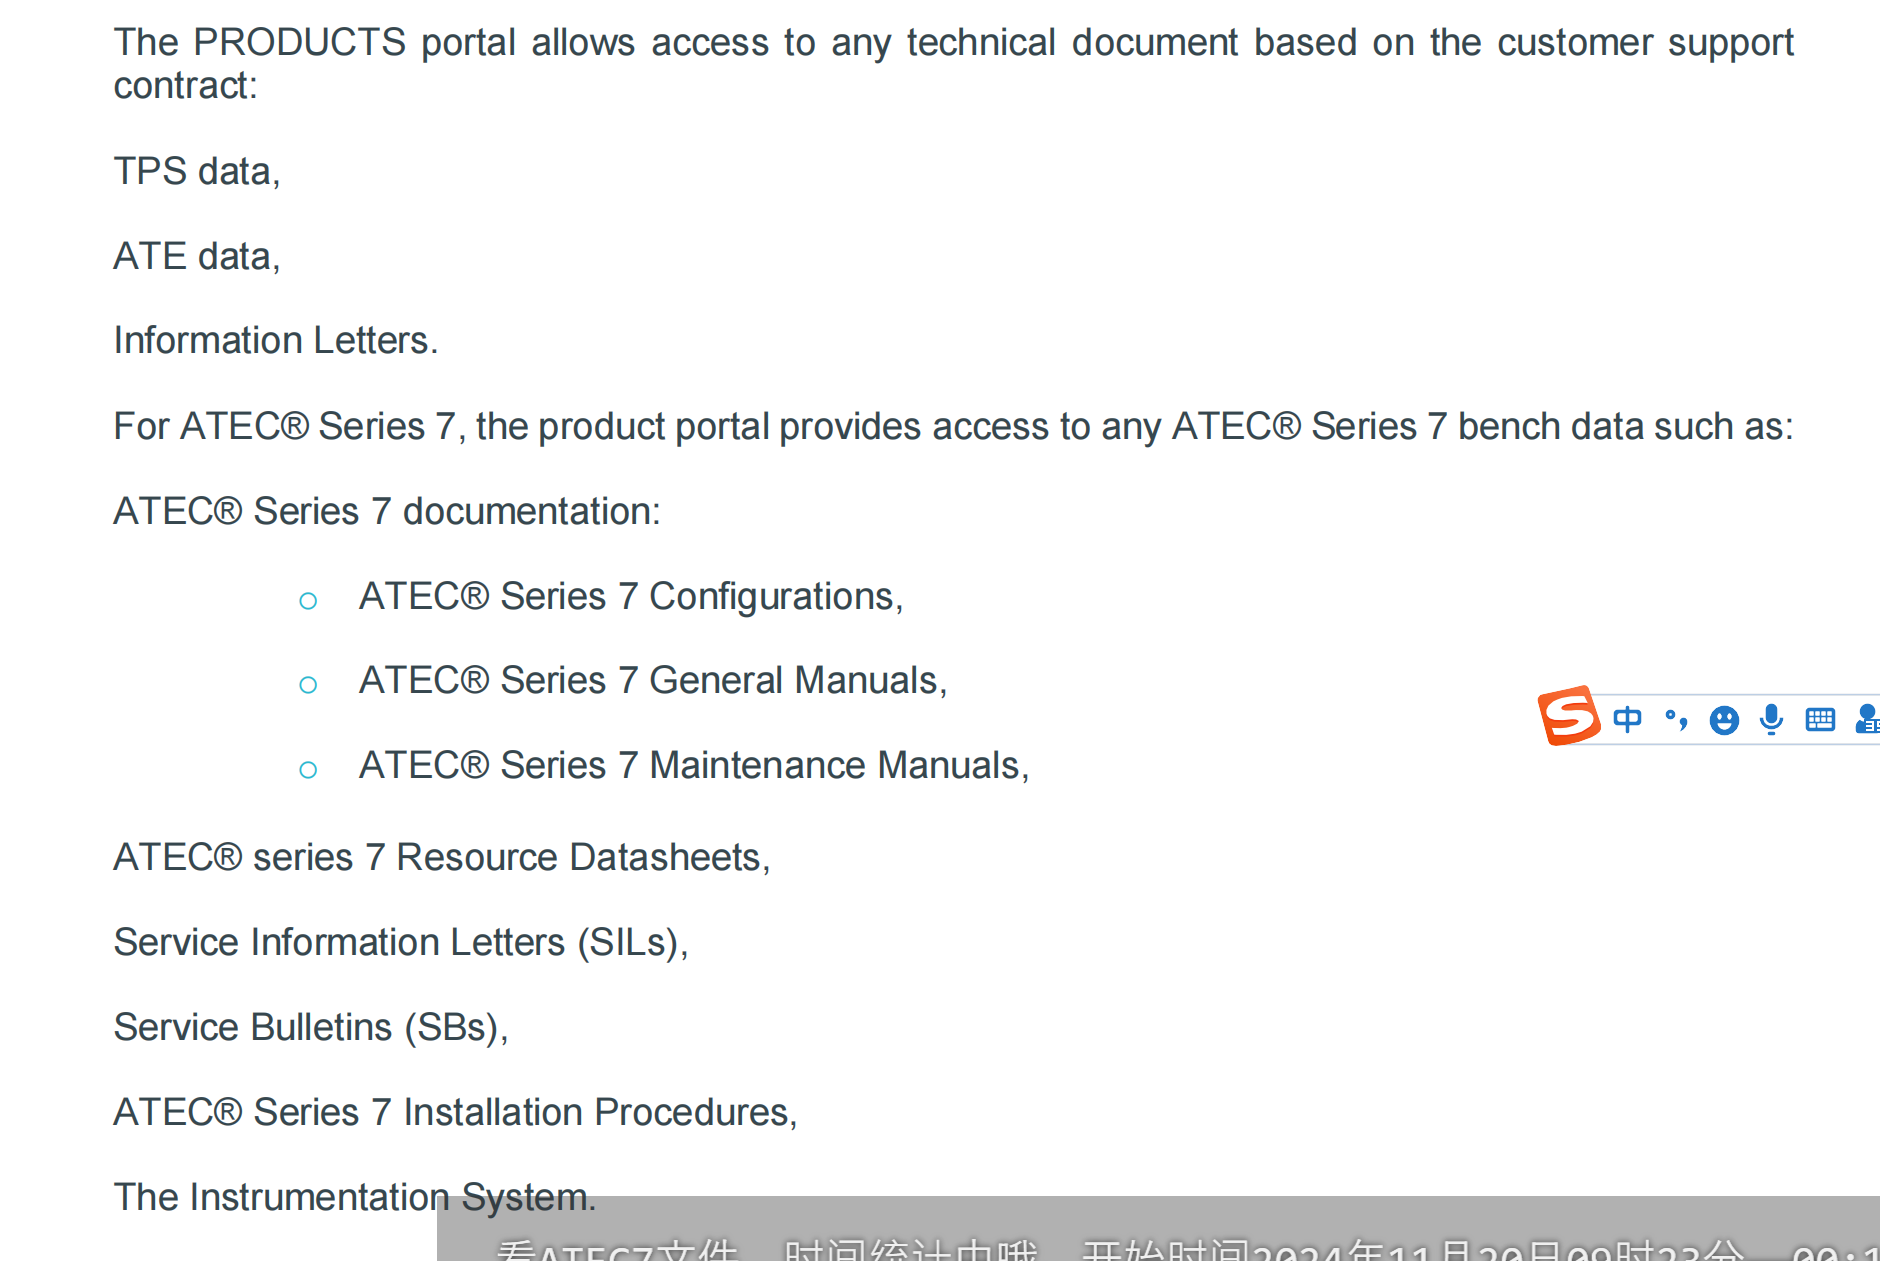 The PRODUCTS portal allows access to any technical document based on the customer support
contract:
TPS data,
ATE data,
Information Letters.
For ATEC® Series 7, the product portal provides access to any ATEC® Series 7 bench data such as:
ATEC® Series 7 documentation:
ATEC® Series 7 Configurations,
ATEC® Series 7 General Manuals,
ATEC® Series 7 Maintenance Manuals,
中
ATEC® series 7 Resource Datasheets,
Service Information Letters (SILs),
Service Bulletins (SBs),
ATEC® Series 7 Installation Procedures,
The Instrumentation System.
看ATEC7文件 时间统计中哦 开始时间2024年11月20日09时23分 00:1